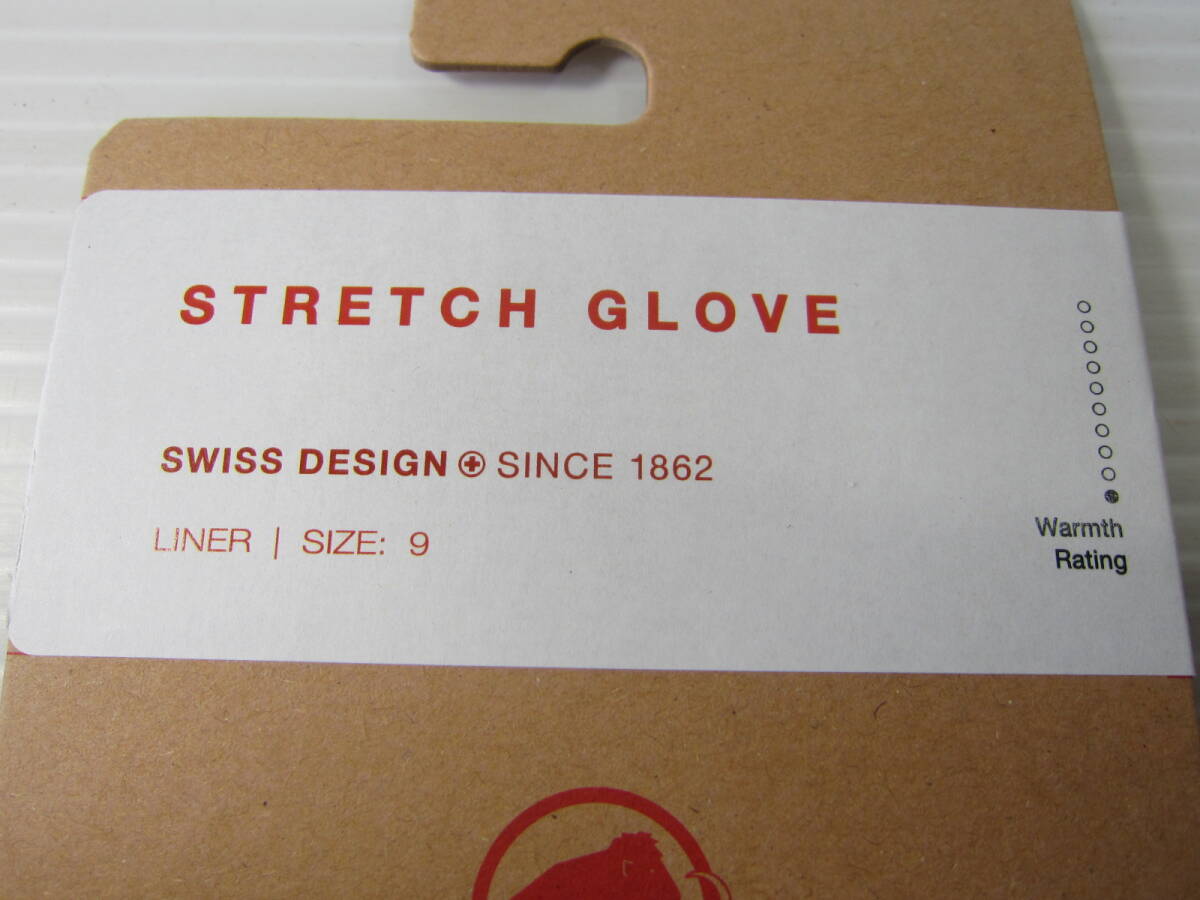 STRETCH GLOVE
SWISS DESIGN SINCE 1862
LINER | SIZE: 9
Warmth
Rating